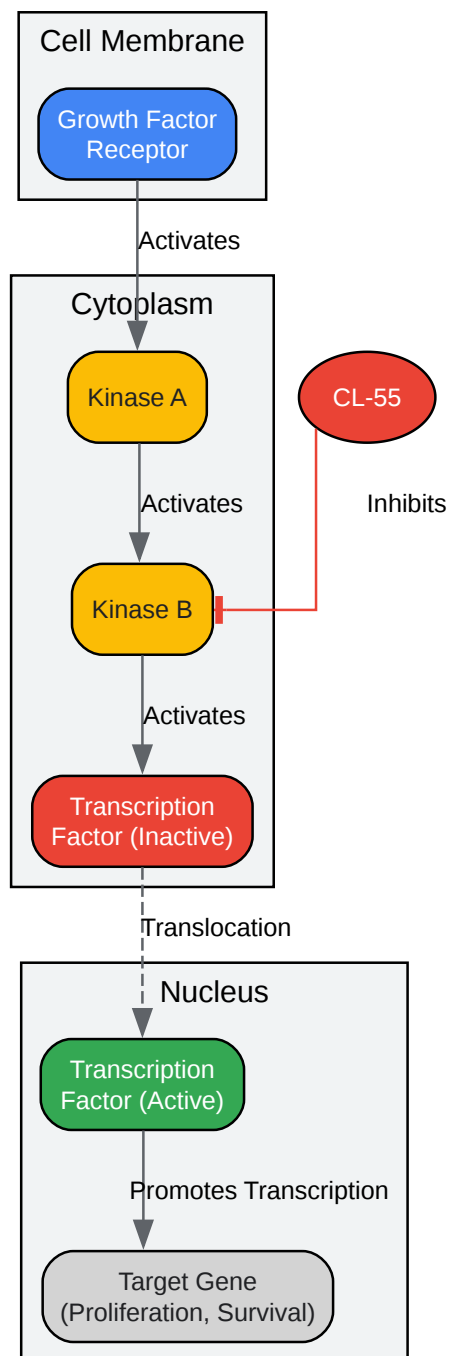 Cell Membrane
Growth Factor
Receptor
Activates
Cytoplasm
Kinase A
CL-55
Activates
Inhibits
Kinase B
Activates
Transcription
Factor (Inactive)
Translocation
Nucleus
Transcription
Factor (Active)
Promotes Transcription
Target Gene
(Proliferation, Survival)